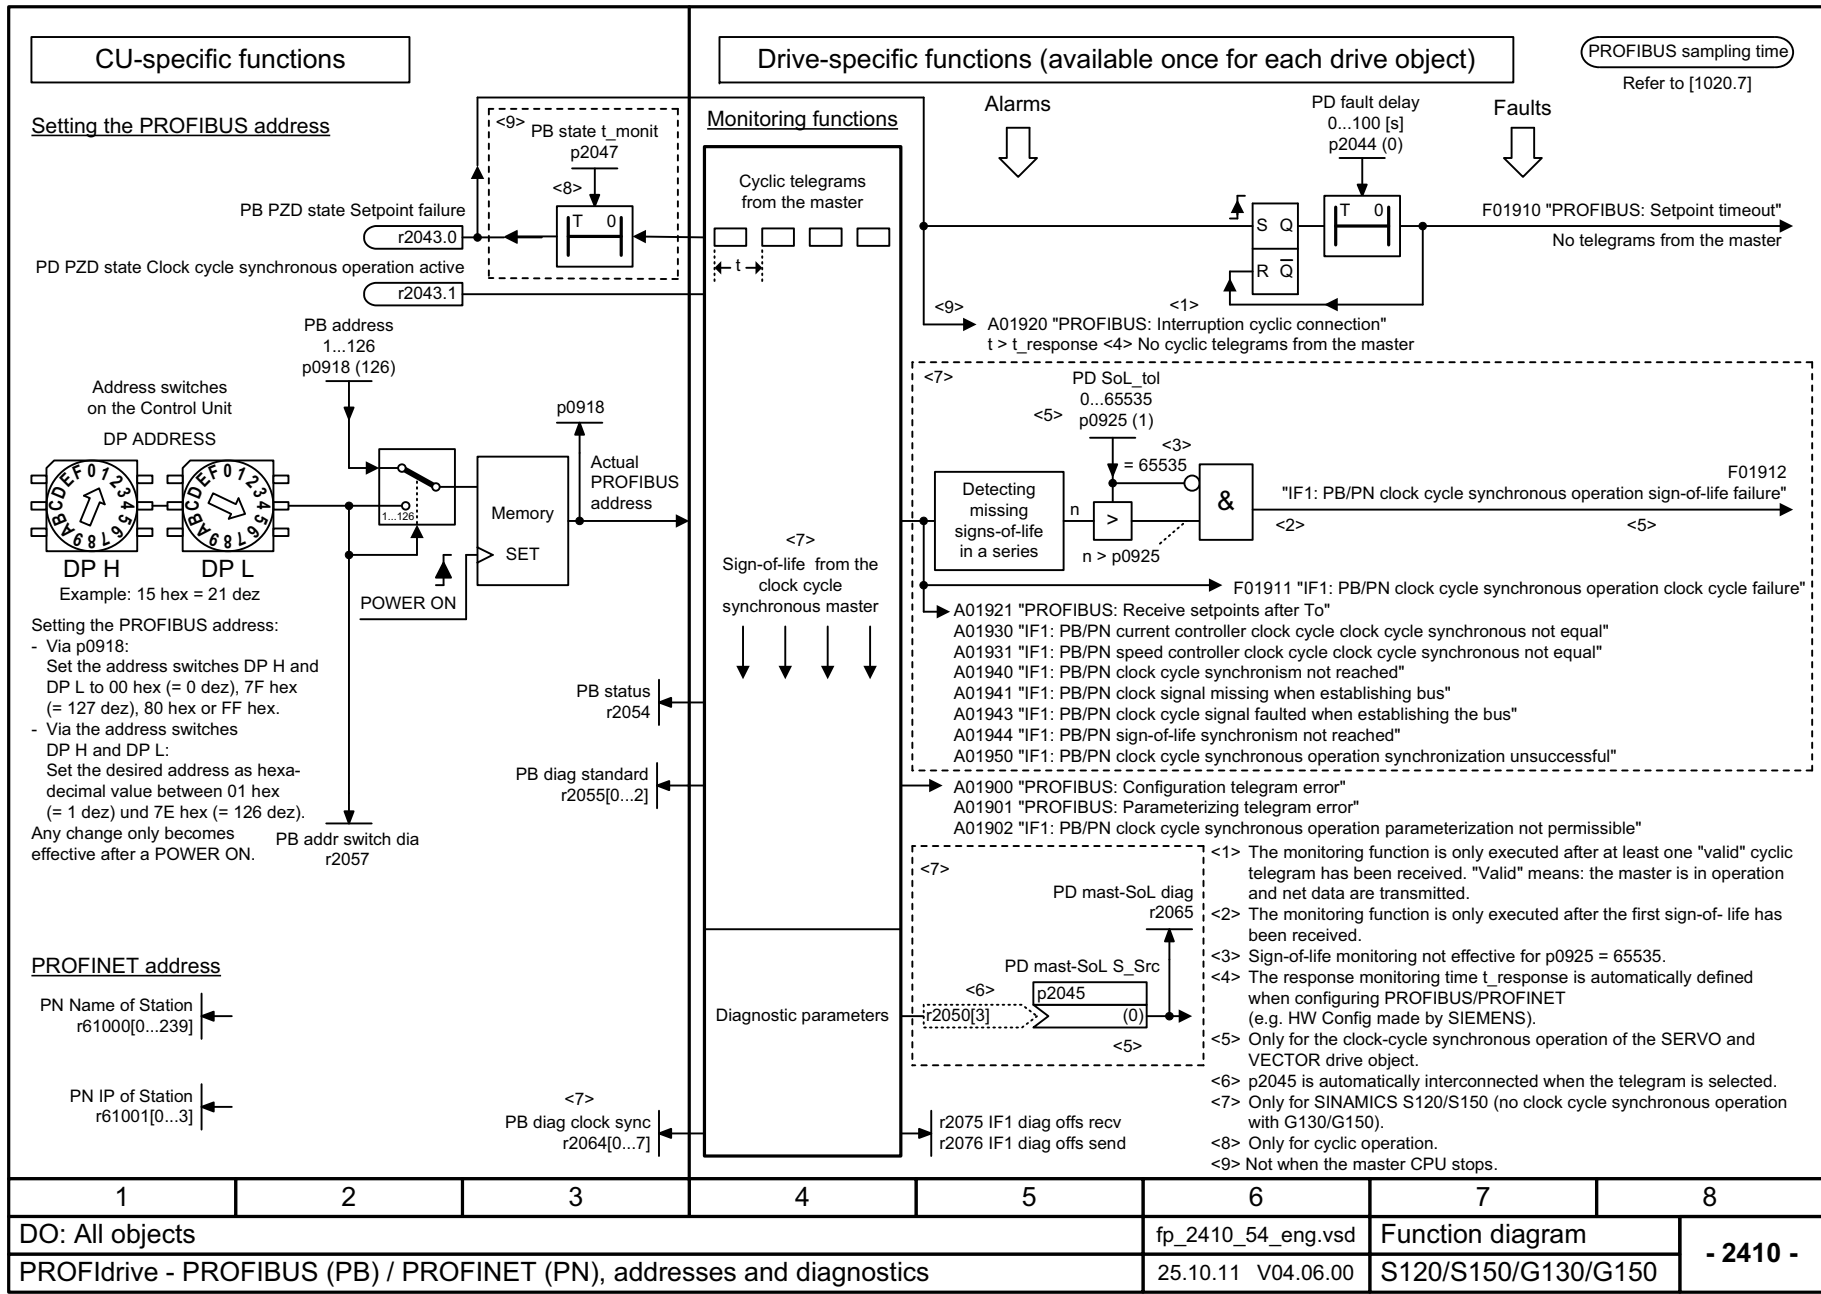 CU-specific functions
Drive-specific functions (available once for each drive object)
PROFIBUS sampling time
Refer to [1020.7]
Setting the PROFIBUS address
<9>
PB state t_monit
p2047
<8>
T 0
PB PZD state Setpoint failure
r2043.0
PD PZD state Clock cycle synchronous operation active
r2043.1
PB address
1...126
p0918 (126)
Address switches
on the Control Unit
DP ADDRESS
0 1 2 3 4 5 6 7 8 9 A B C D E F
0 1 2 3 4 5 6 7 8 9 A B C D E F
DP H
DP L
Example: 15 hex = 21 dez
1...126
p0918
Actual
PROFIBUS
address
Memory
SET
POWER ON
Setting the PROFIBUS address:
- Via p0918:
Set the address switches DP H and
DP L to 00 hex (= 0 dez), 7F hex
(= 127 dez), 80 hex or FF hex.
- Via the address switches
DP H and DP L:
Set the desired address as hexa-
decimal value between 01 hex
(= 1 dez) und 7E hex (= 126 dez).
Any change only becomes
effective after a POWER ON.
PB addr switch dia
r2057
PB status
r2054
PB diag standard
r2055[0...2]
PROFINET address
PN Name of Station
r61000[0...239]
PN IP of Station
r61001[0...3]
<7>
PB diag clock sync
r2064[0...7]
Monitoring functions
Cyclic telegrams
from the master
t
<7>
Sign-of-life from the
clock cycle
synchronous master
Diagnostic parameters
Alarms
PD fault delay
0...100 [s]
p2044 (0)
Faults
S Q
R Q̅
T 0
F01910 "PROFIBUS: Setpoint timeout"
No telegrams from the master
<1>
<9>
A01920 "PROFIBUS: Interruption cyclic connection"
t > t_response <4> No cyclic telegrams from the master
<7>
PD SoL_tol
0...65535
<5>
p0925 (1)
<3>
= 65535
Detecting
missing
signs-of-life
in a series
n
>
n > p0925
&
F01912
"IF1: PB/PN clock cycle synchronous operation sign-of-life failure"
<2>
<5>
F01911 "IF1: PB/PN clock cycle synchronous operation clock cycle failure"
A01921 "PROFIBUS: Receive setpoints after To"
A01930 "IF1: PB/PN current controller clock cycle clock cycle synchronous not equal"
A01931 "IF1: PB/PN speed controller clock cycle clock cycle synchronous not equal"
A01940 "IF1: PB/PN clock cycle synchronism not reached"
A01941 "IF1: PB/PN clock signal missing when establishing bus"
A01943 "IF1: PB/PN clock cycle signal faulted when establishing the bus"
A01944 "IF1: PB/PN sign-of-life synchronism not reached"
A01950 "IF1: PB/PN clock cycle synchronous operation synchronization unsuccessful"
A01900 "PROFIBUS: Configuration telegram error"
A01901 "PROFIBUS: Parameterizing telegram error"
A01902 "IF1: PB/PN clock cycle synchronous operation parameterization not permissible"
<7>
PD mast-SoL diag
r2065
PD mast-SoL S_Src
<6>
p2045
r2050[3]
(0)
<5>
r2075 IF1 diag offs recv
r2076 IF1 diag offs send
<1> The monitoring function is only executed after at least one "valid" cyclic
telegram has been received. "Valid" means: the master is in operation
and net data are transmitted.
<2> The monitoring function is only executed after the first sign-of- life has
been received.
<3> Sign-of-life monitoring not effective for p0925 = 65535.
<4> The response monitoring time t_response is automatically defined
when configuring PROFIBUS/PROFINET
(e.g. HW Config made by SIEMENS).
<5> Only for the clock-cycle synchronous operation of the SERVO and
VECTOR drive object.
<6> p2045 is automatically interconnected when the telegram is selected.
<7> Only for SINAMICS S120/S150 (no clock cycle synchronous operation
with G130/G150).
<8> Only for cyclic operation.
<9> Not when the master CPU stops.
1 2 3 4 5 6 7 8
DO: All objects
fp_2410_54_eng.vsd
Function diagram
- 2410 -
PROFIdrive - PROFIBUS (PB) / PROFINET (PN), addresses and diagnostics
25.10.11 V04.06.00
S120/S150/G130/G150